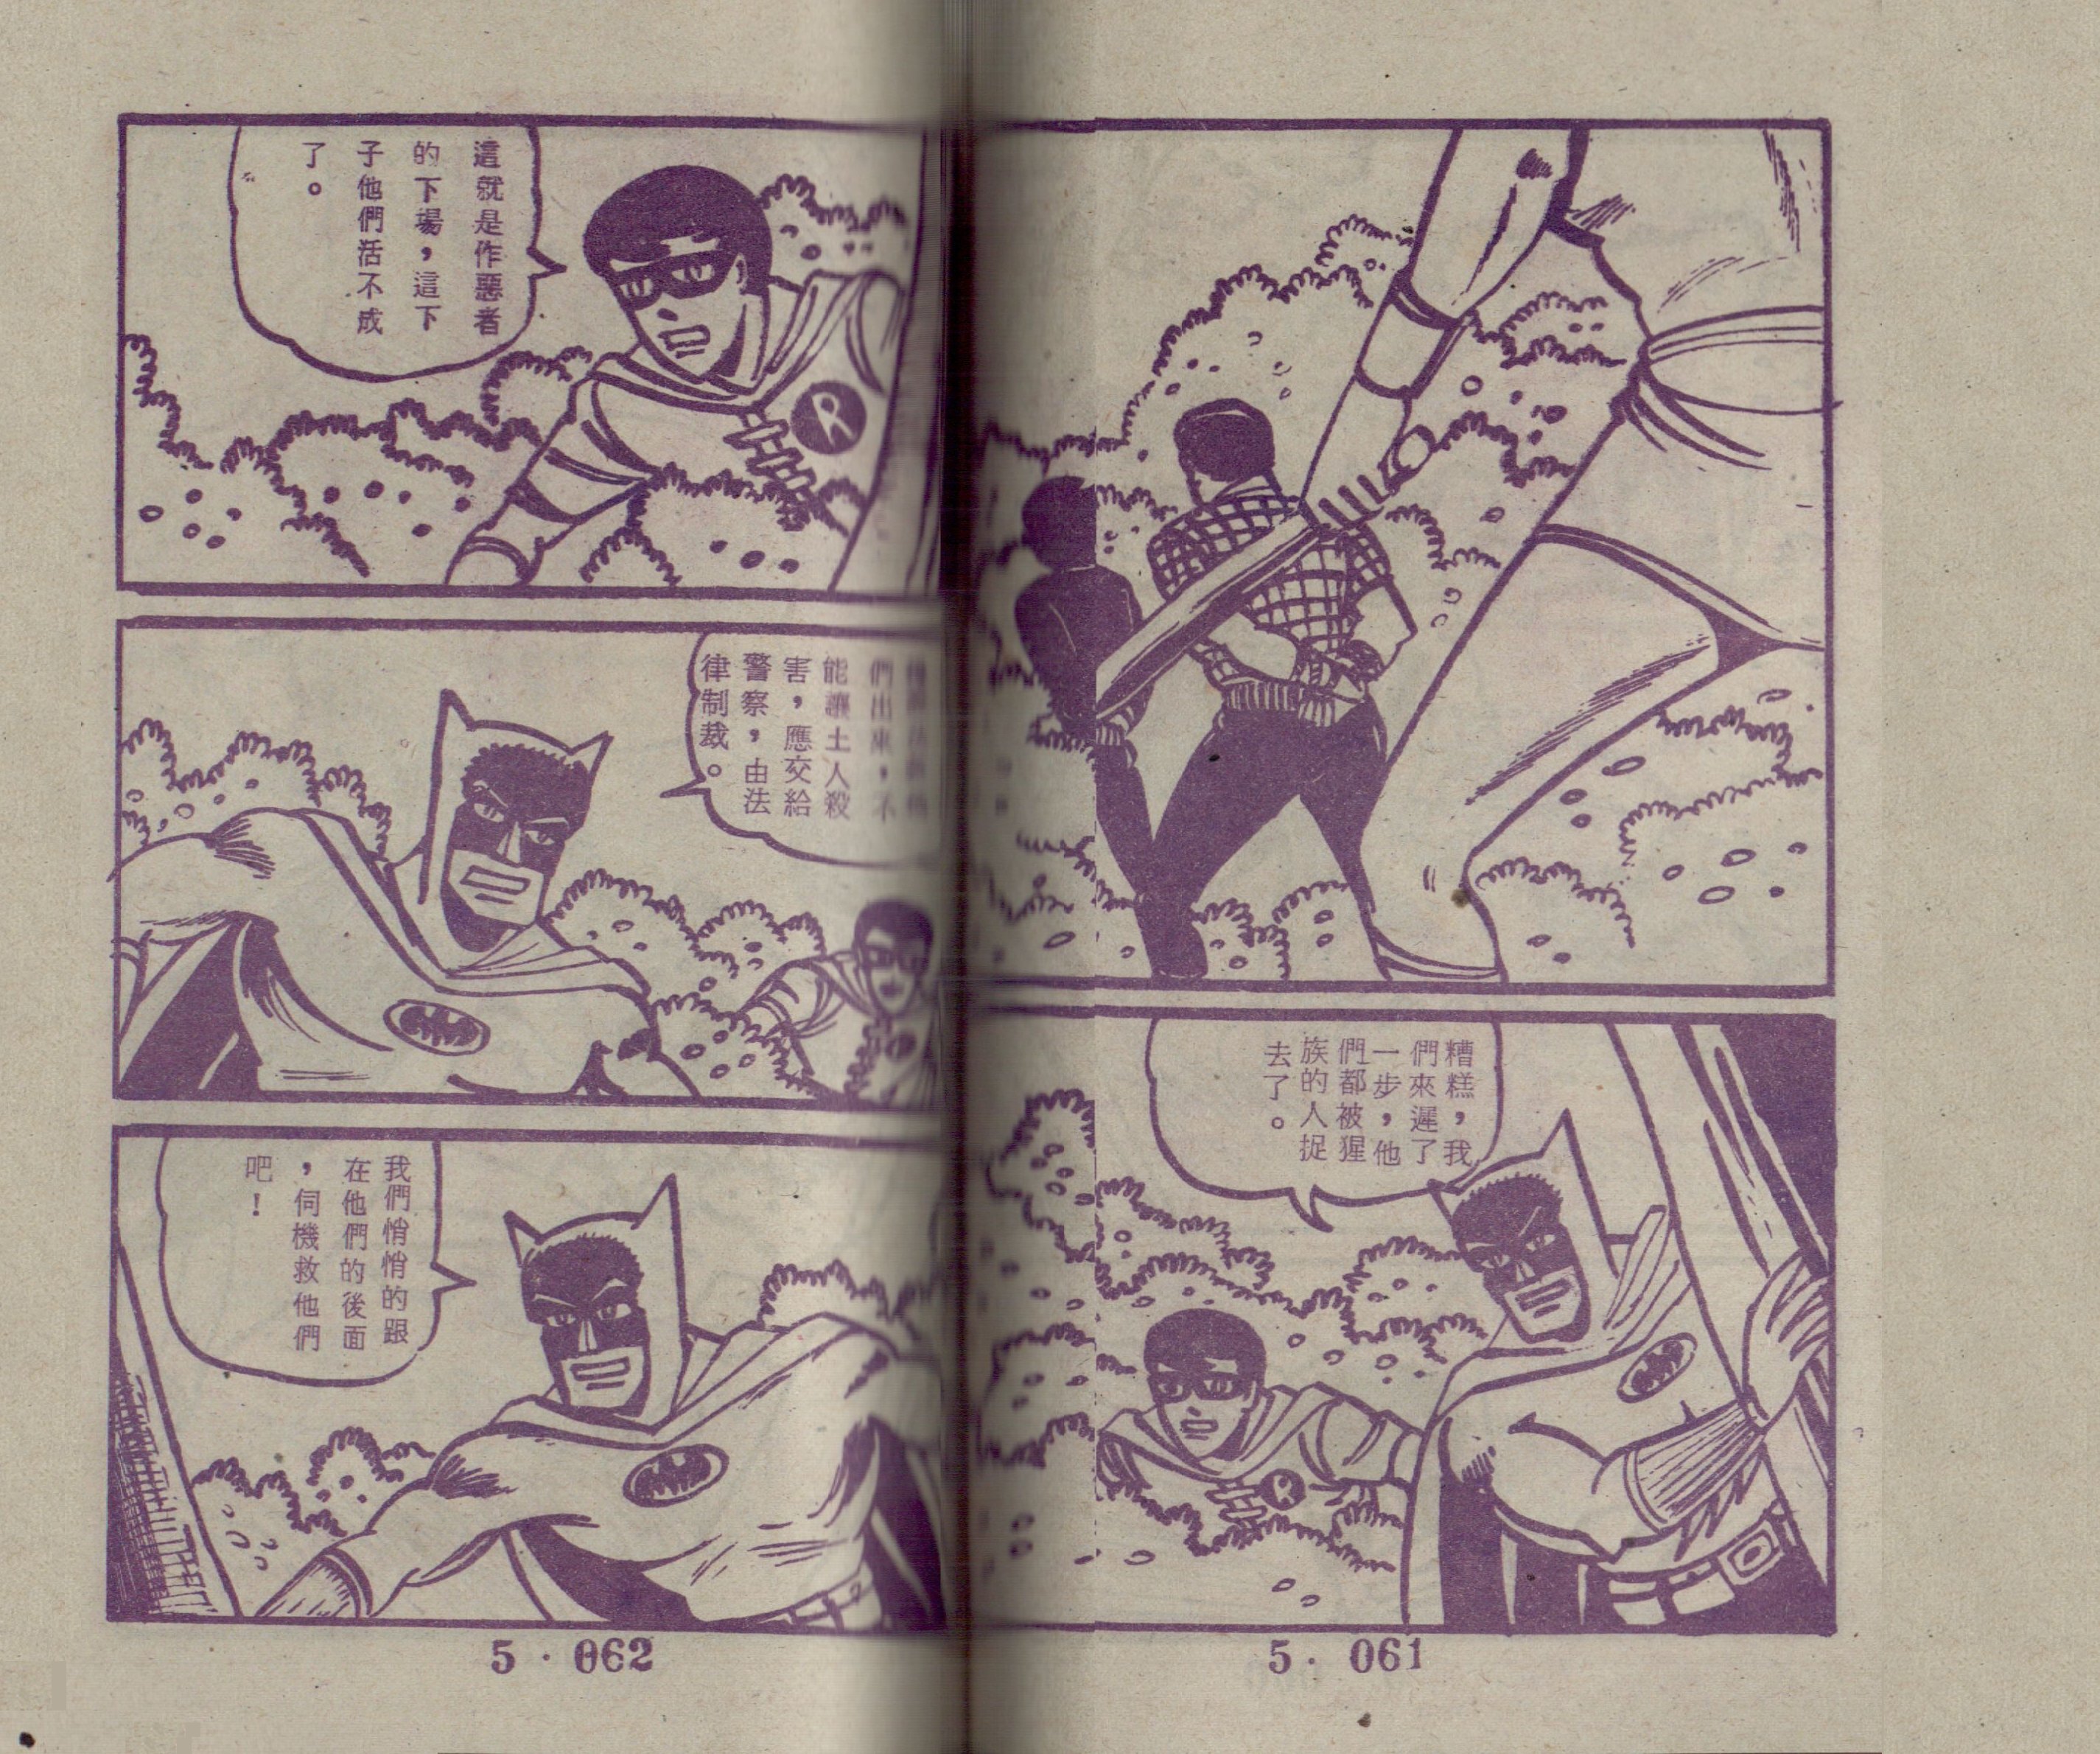 糟糕，我
們來遲了
一步，他
們都被猩
族的人捉
去了。
5·061
這就是作惡者
的下場，這下
子他們活不成
了。
R
們出來，不
能讓土人殺
害，應交給
警察，由法
律制裁。
我們悄悄的跟
在他們的後面
，伺機救他們
吧！
5·062
R